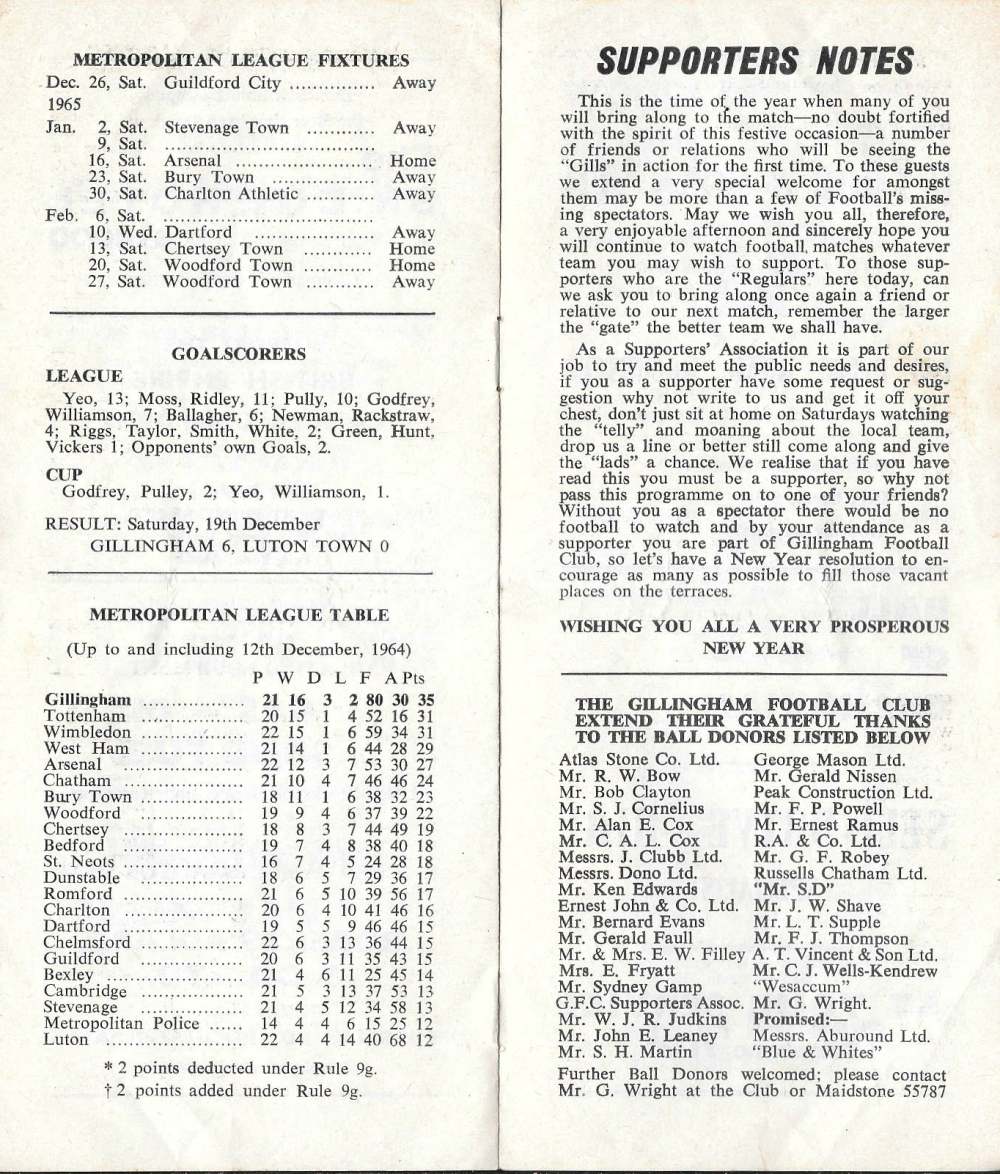 METROPOLITAN LEAGUE FIXTURES
Dec. 26, Sat. Guildford City ............... Away
1965
Jan. 2, Sat. Stevenage Town ............ Away
9, Sat. .....................................
16, Sat. Arsenal ........................ Home
23, Sat. Bury Town .................. Away
30, Sat. Charlton Athletic ............ Away
Feb. 6, Sat. .....................................
10, Wed. Dartford ..................... Away
13, Sat. Chertsey Town ............ Home
20, Sat. Woodford Town ............ Home
27, Sat. Woodford Town ............ Away
GOALSCORERS
LEAGUE
Yeo, 13; Moss, Ridley, 11; Pully, 10; Godfrey,
Williamson, 7; Ballagher, 6; Newman, Rackstraw,
4; Riggs, Taylor, Smith, White, 2; Green, Hunt,
Vickers 1; Opponents' own Goals, 2.
CUP
Godfrey, Pulley, 2; Yeo, Williamson, 1.
RESULT: Saturday, 19th December
GILLINGHAM 6, LUTON TOWN 0
METROPOLITAN LEAGUE TABLE
(Up to and including 12th December, 1964)
P W D L F A Pts
Gillingham .................. 21 16 3 2 80 30 35
Tottenham .................. 20 15 1 4 52 16 31
Wimbledon .................. 22 15 1 6 59 34 31
West Ham .................. 21 14 1 6 44 28 29
Arsenal ..................... 22 12 3 7 53 30 27
Chatham ..................... 21 10 4 7 46 46 24
Bury Town .................. 18 11 1 6 38 32 23
Woodford .................. 19 9 4 6 37 39 22
Chertsey ..................... 18 8 3 7 44 49 19
Bedford ..................... 19 7 4 8 38 40 18
St. Neots ..................... 16 7 4 5 24 28 18
Dunstable .................. 18 6 5 7 29 36 17
Romford ..................... 21 6 5 10 39 56 17
Charlton ..................... 20 6 4 10 41 46 16
Dartford ..................... 19 5 5 9 46 46 15
Chelmsford .................. 22 6 3 13 36 44 15
Guildford .................. 20 6 3 11 35 43 15
Bexley ........................ 21 4 6 11 25 45 14
Cambridge .................. 21 5 3 13 37 53 13
Stevenage .................. 21 4 5 12 34 58 13
Metropolitan Police ...... 14 4 4 6 15 25 12
Luton ........................ 22 4 4 14 40 68 12
* 2 points deducted under Rule 9g.
† 2 points added under Rule 9g.
SUPPORTERS NOTES
This is the time of the year when many of you
will bring along to the match—no doubt fortified
with the spirit of this festive occasion—a number
of friends or relations who will be seeing the
"Gills" in action for the first time. To these guests
we extend a very special welcome for amongst
them may be more than a few of Football's miss-
ing spectators. May we wish you all, therefore,
a very enjoyable afternoon and sincerely hope you
will continue to watch football matches whatever
team you may wish to support. To those sup-
porters who are the "Regulars" here today, can
we ask you to bring along once again a friend or
relative to our next match, remember the larger
the "gate" the better team we shall have.
As a Supporters' Association it is part of our
job to try and meet the public needs and desires,
if you as a supporter have some request or sug-
gestion why not write to us and get it off your
chest, don't just sit at home on Saturdays watching
the "telly" and moaning about the local team,
drop us a line or better still come along and give
the "lads" a chance. We realise that if you have
read this you must be a supporter, so why not
pass this programme on to one of your friends?
Without you as a spectator there would be no
football to watch and by your attendance as a
supporter you are part of Gillingham Football
Club, so let's have a New Year resolution to en-
courage as many as possible to fill those vacant
places on the terraces.
WISHING YOU ALL A VERY PROSPEROUS
NEW YEAR
THE GILLINGHAM FOOTBALL CLUB
EXTEND THEIR GRATEFUL THANKS
TO THE BALL DONORS LISTED BELOW
Atlas Stone Co. Ltd. George Mason Ltd.
Mr. R. W. Bow Mr. Gerald Nissen
Mr. Bob Clayton Peak Construction Ltd.
Mr. S. J. Cornelius Mr. F. P. Powell
Mr. Alan E. Cox Mr. Ernest Ramus
Mr. C. A. L. Cox R.A. & Co. Ltd.
Messrs. J. Clubb Ltd. Mr. G. F. Robey
Messrs. Dono Ltd. Russells Chatham Ltd.
Mr. Ken Edwards "Mr. S.D"
Ernest John & Co. Ltd. Mr. J. W. Shave
Mr. Bernard Evans Mr. L. T. Supple
Mr. Gerald Faull Mr. F. J. Thompson
Mr. & Mrs. E. W. Filley A. T. Vincent & Son Ltd.
Mrs. E. Fryatt Mr. C. J. Wells-Kendrew
Mr. Sydney Gamp "Wesaccum"
G.F.C. Supporters Assoc. Mr. G. Wright.
Mr. W. J. R. Judkins Promised:—
Mr. John E. Leaney Messrs. Aburound Ltd.
Mr. S. H. Martin "Blue & Whites"
Further Ball Donors welcomed; please contact
Mr. G. Wright at the Club or Maidstone 55787